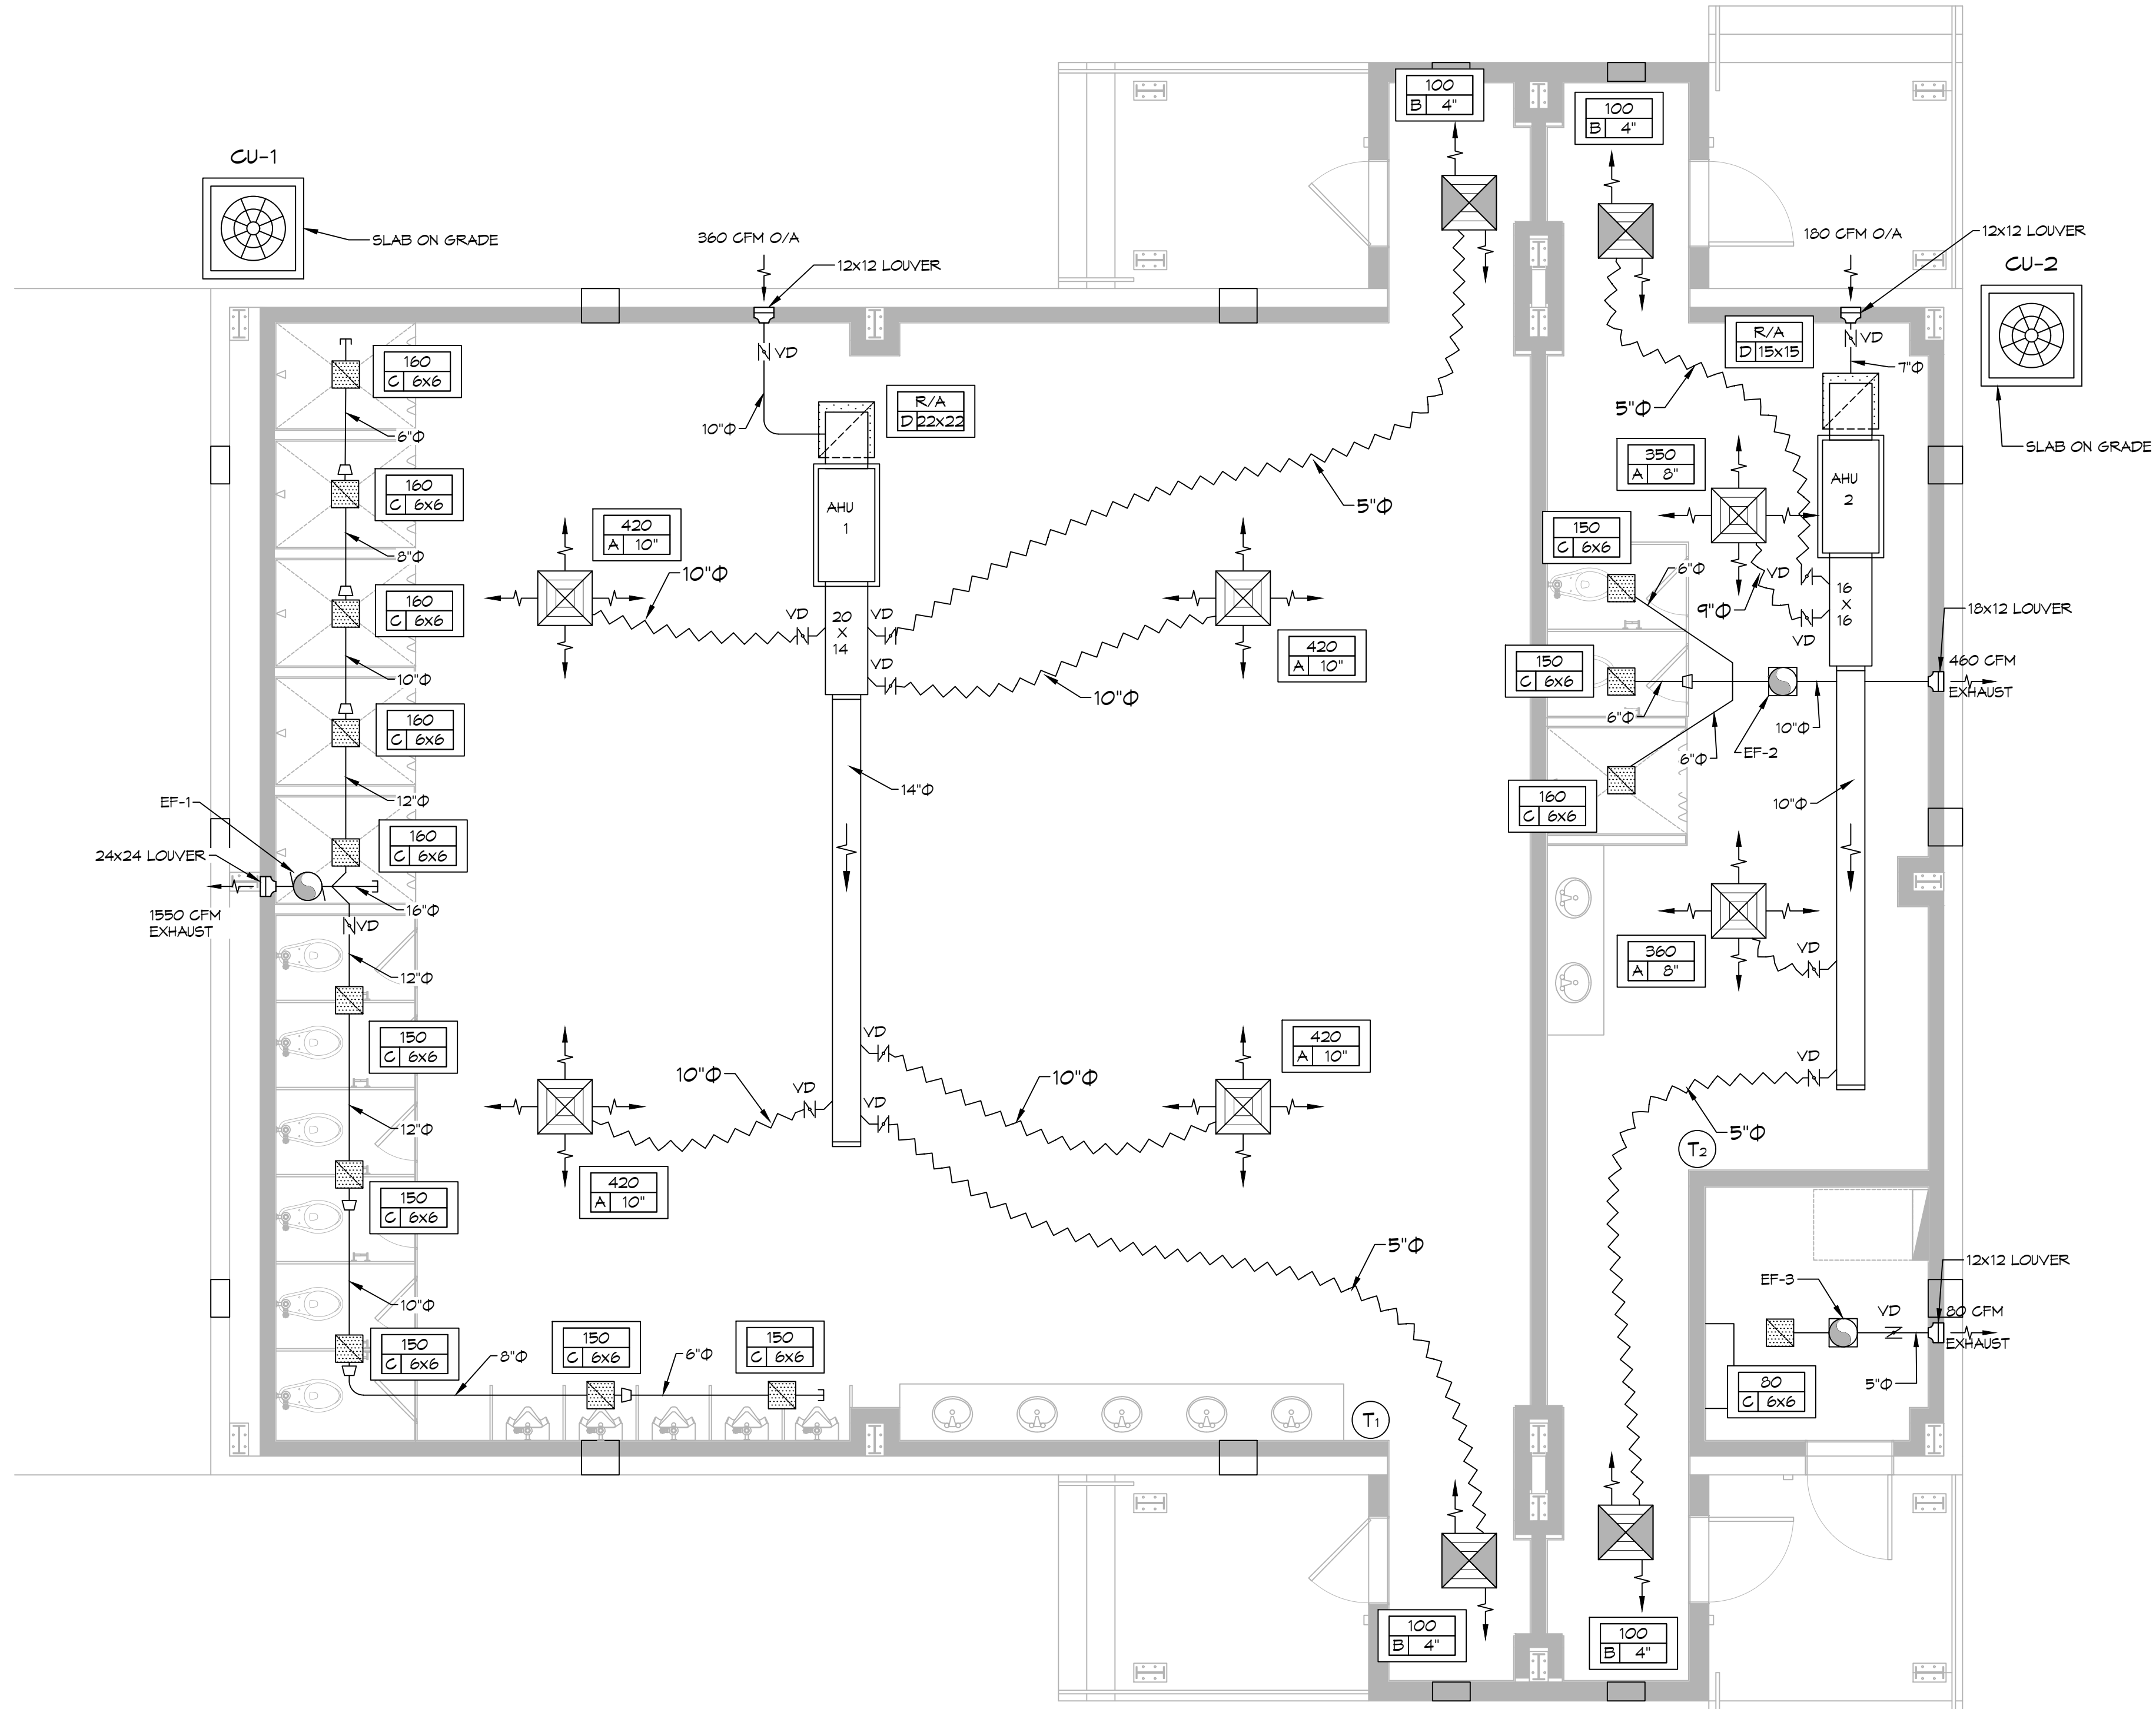 100
B 4"
100
B 4"
CU-1
SLAB ON GRADE
360 CFM O/A
12x12 LOUVER
180 CFM O/A
12x12 LOUVER
CU-2
SLAB ON GRADE
R/A
D 15x15
VD
7"Φ
VD
160
C 6x6
10"Φ
R/A
D 22x22
5"Φ
6"Φ
160
C 6x6
8"Φ
5"Φ
350
A 8"
AHU
2
AHU
1
420
A 10"
10"Φ
150
C 6x6
6"Φ
VD
9"Φ
16
X
16
VD
18x12 LOUVER
160
C 6x6
VD
20
X
14
VD
VD
420
A 10"
10"Φ
10"Φ
150
C 6x6
6"Φ
460 CFM
EXHAUST
10"Φ
EF-2
6"Φ
160
C 6x6
12"Φ
14"Φ
160
C 6x6
10"Φ
EF-1
160
C 6x6
24x24 LOUVER
1550 CFM
EXHAUST
16"Φ
VD
12"Φ
360
A 8"
VD
150
C 6x6
VD
420
A 10"
10"Φ
10"Φ
VD
VD
VD
5"Φ
T2
12"Φ
150
C 6x6
420
A 10"
5"Φ
12x12 LOUVER
EF-3
VD
80 CFM
EXHAUST
5"Φ
80
C 6x6
10"Φ
150
C 6x6
8"Φ
150
C 6x6
6"Φ
150
C 6x6
T1
100
B 4"
100
B 4"